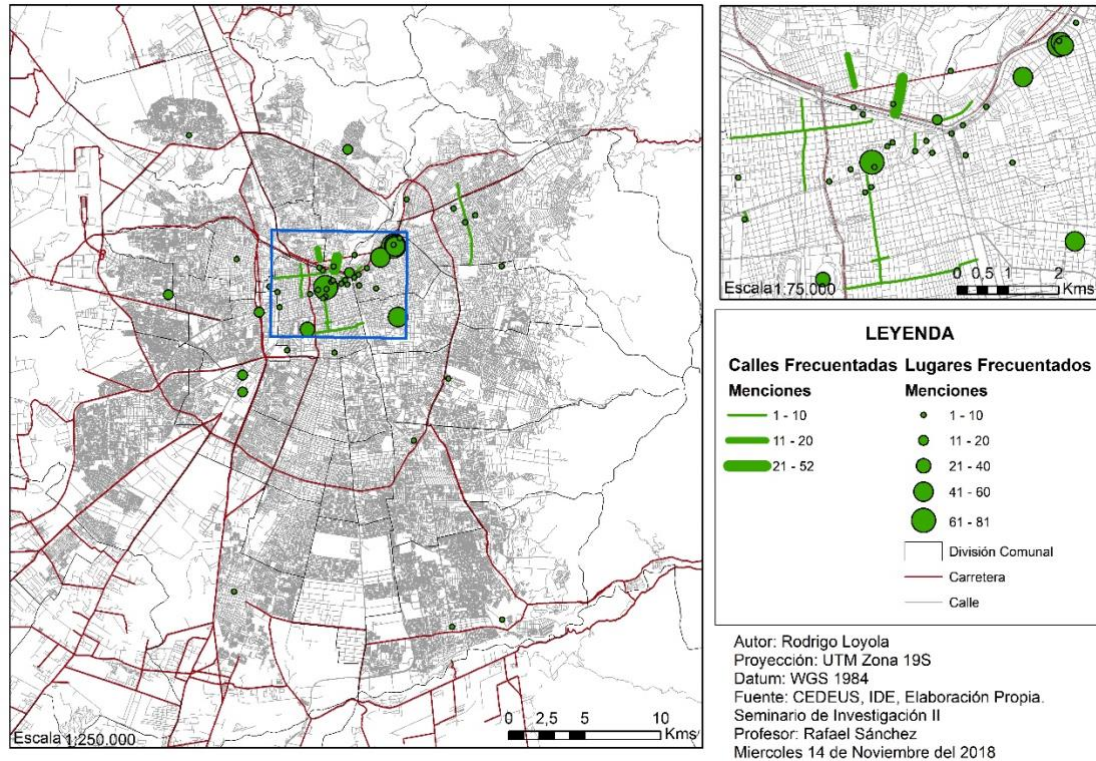 Escala 1:250.000
0 2,5 5 10
Kms
Escala 1:75.000
0 0,5 1 2
Kms
LEYENDA
Calles Frecuentadas
Menciones
1 - 10
11 - 20
21 - 52
Lugares Frecuentados
Menciones
1 - 10
11 - 20
21 - 40
41 - 60
61 - 81
División Comunal
Carretera
Calle
Autor: Rodrigo Loyola
Proyección: UTM Zona 19S
Datum: WGS 1984
Fuente: CEDEUS, IDE, Elaboración Propia.
Seminario de Investigación II
Profesor: Rafael Sánchez
Miercoles 14 de Noviembre del 2018